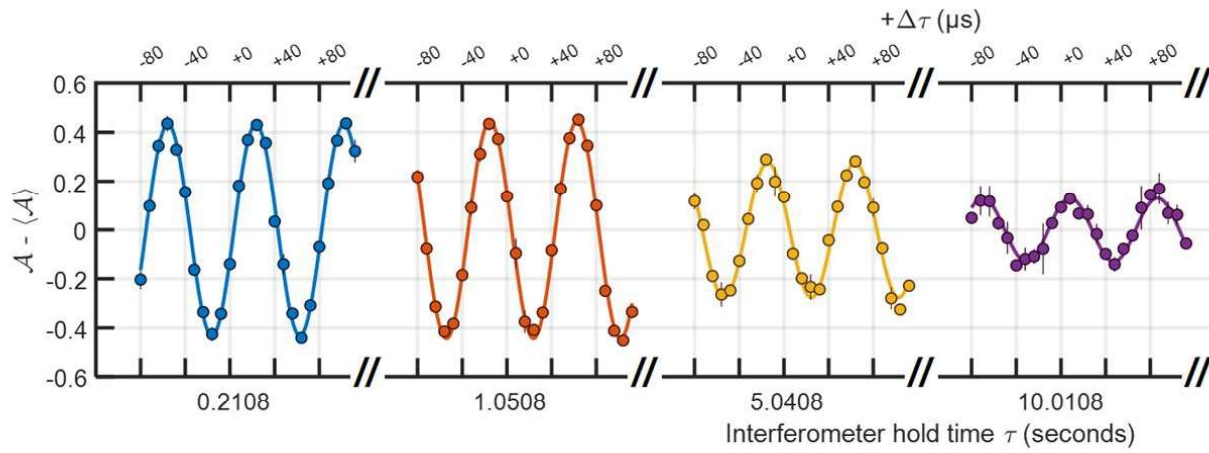 +Δτ (µs)
-80 -40 +0 +40 +80 // -80 -40 +0 +40 +80 // -80 -40 +0 +40 +80 // -80 -40 +0 +40 +80 //
0.6
0.4
0.2
0
-0.2
-0.4
-0.6
𝒜 - ⟨𝒜⟩
// // // //
0.2108 1.0508 5.0408 10.0108
Interferometer hold time τ (seconds)